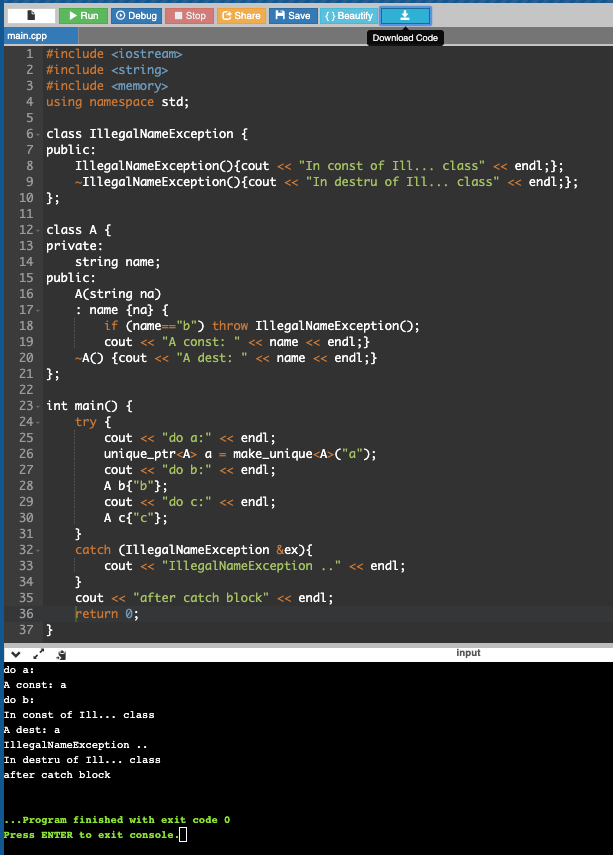 Run Debug Stop Share Save { } Beautify
main.cpp
Download Code
1 #include <iostream>
2 #include <string>
3 #include <memory>
4 using namespace std;
5
6 class IllegalNameException {
7 public:
8     IllegalNameException(){cout << "In const of Ill... class" << endl;};
9     ~IllegalNameException(){cout << "In destru of Ill... class" << endl;};
10 };
11
12 class A {
13 private:
14     string name;
15 public:
16     A(string na)
17     : name {na} {
18         if (name=="b") throw IllegalNameException();
19         cout << "A const: " << name << endl;}
20     ~A() {cout << "A dest: " << name << endl;}
21 };
22
23 int main() {
24     try {
25         cout << "do a:" << endl;
26         unique_ptr<A> a = make_unique<A>("a");
27         cout << "do b:" << endl;
28         A b{"b"};
29         cout << "do c:" << endl;
30         A c{"c"};
31     }
32     catch (IllegalNameException &ex){
33         cout << "IllegalNameException .." << endl;
34     }
35     cout << "after catch block" << endl;
36     return 0;
37 }
input
do a:
A const: a
do b:
In const of Ill... class
A dest: a
IllegalNameException ..
In destru of Ill... class
after catch block
...Program finished with exit code 0
Press ENTER to exit console.